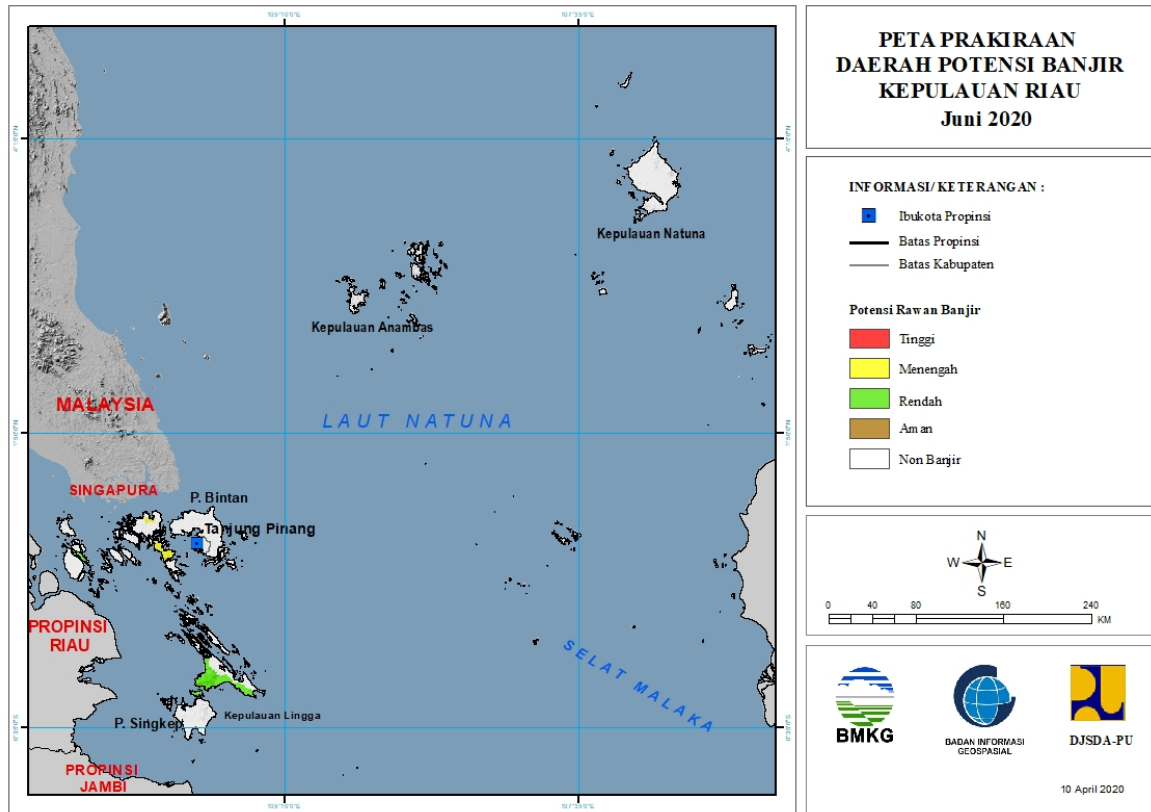 PETA PRAKIRAAN
DAERAH POTENSI BANJIR
KEPULAUAN RIAU
Juni 2020
INFORMASI/ KETERANGAN :
Ibukota Propinsi
Batas Propinsi
Batas Kabupaten
Potensi Rawan Banjir
Tinggi
Menengah
Rendah
Aman
Non Banjir
N
W
E
S
0 40 80 160 240
KM
BMKG
BADAN INFORMASI
GEOSPASIAL
DJSDA-PU
10 April 2020
Kepulauan Natuna
Kepulauan Anambas
MALAYSIA
LAUT NATUNA
SINGAPURA
P. Bintan
Tanjung Pinang
PROPINSI
RIAU
SELAT MALAKA
P. Singkep
Kepulauan Lingga
PROPINSI
JAMBI